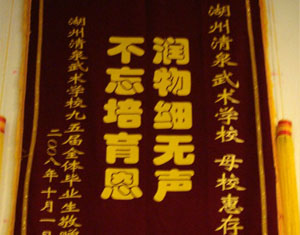 湖州清泉武术学校 母校惠存
润物细无声
不忘培育恩
湖州清泉武术学校九五届全体毕业生敬赠
二〇〇八年十月一日